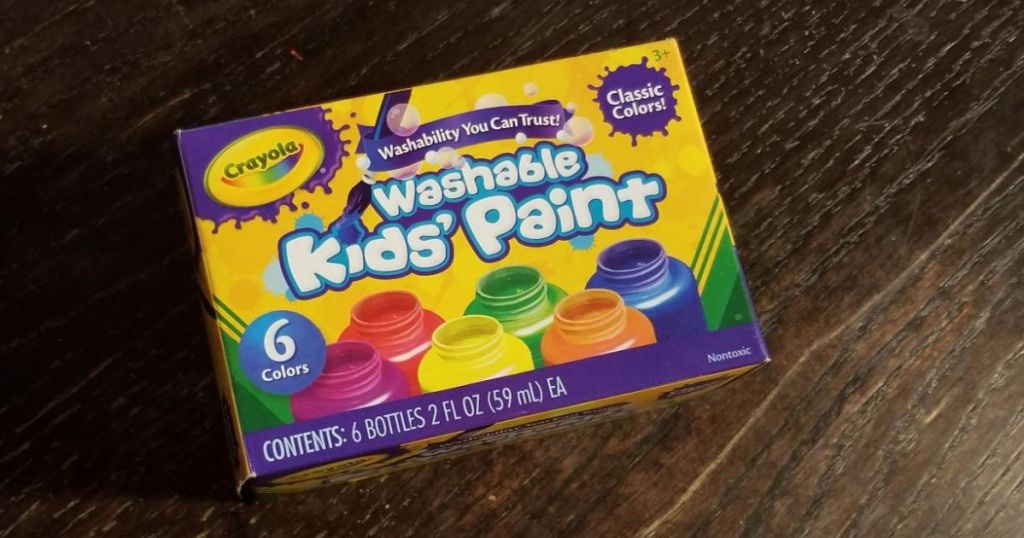 3+
Classic
Colors!
Crayola
Washability You Can Trust!
Washable
Kids' Paint
6
Colors
Nontoxic
CONTENTS: 6 BOTTLES 2 FL OZ (59 mL) EA